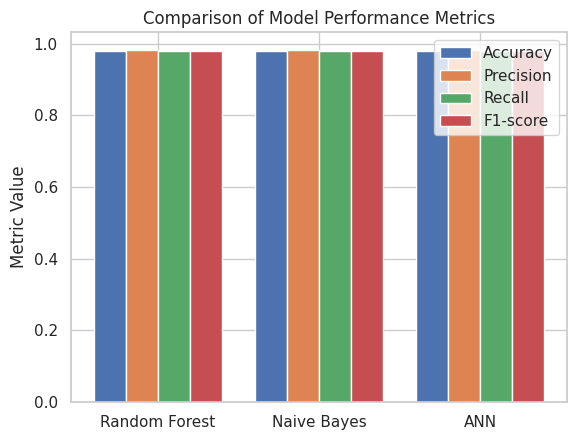 Comparison of Model Performance Metrics
Metric Value
1.0
0.8
0.6
0.4
0.2
0.0
Accuracy
Precision
Recall
F1-score
Random Forest
Naive Bayes
ANN